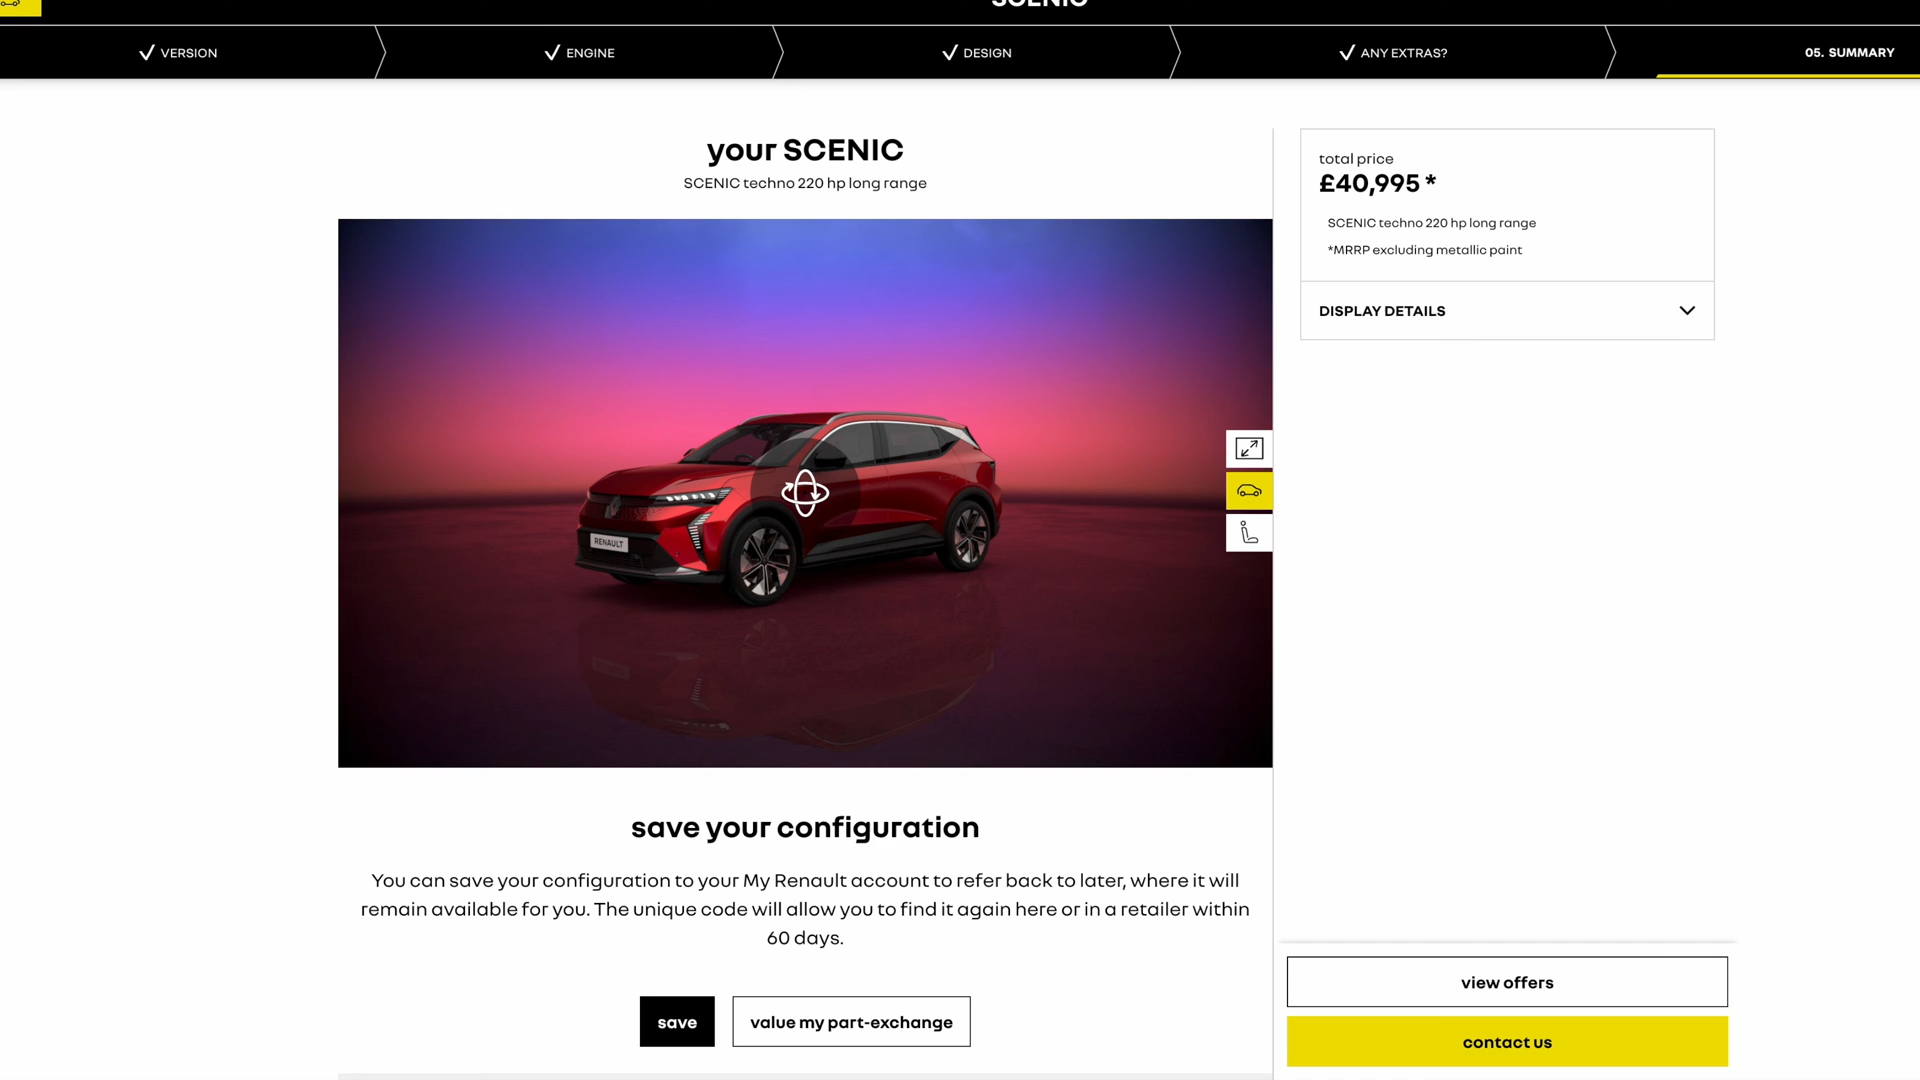 SCENIC
VERSION
ENGINE
DESIGN
ANY EXTRAS?
05. SUMMARY
your SCENIC
SCENIC techno 220 hp long range
RENAULT
total price
£40,995 *
SCENIC techno 220 hp long range
*MRRP excluding metallic paint
DISPLAY DETAILS
save your configuration
You can save your configuration to your My Renault account to refer back to later, where it will
remain available for you. The unique code will allow you to find it again here or in a retailer within
60 days.
save
value my part-exchange
view offers
contact us